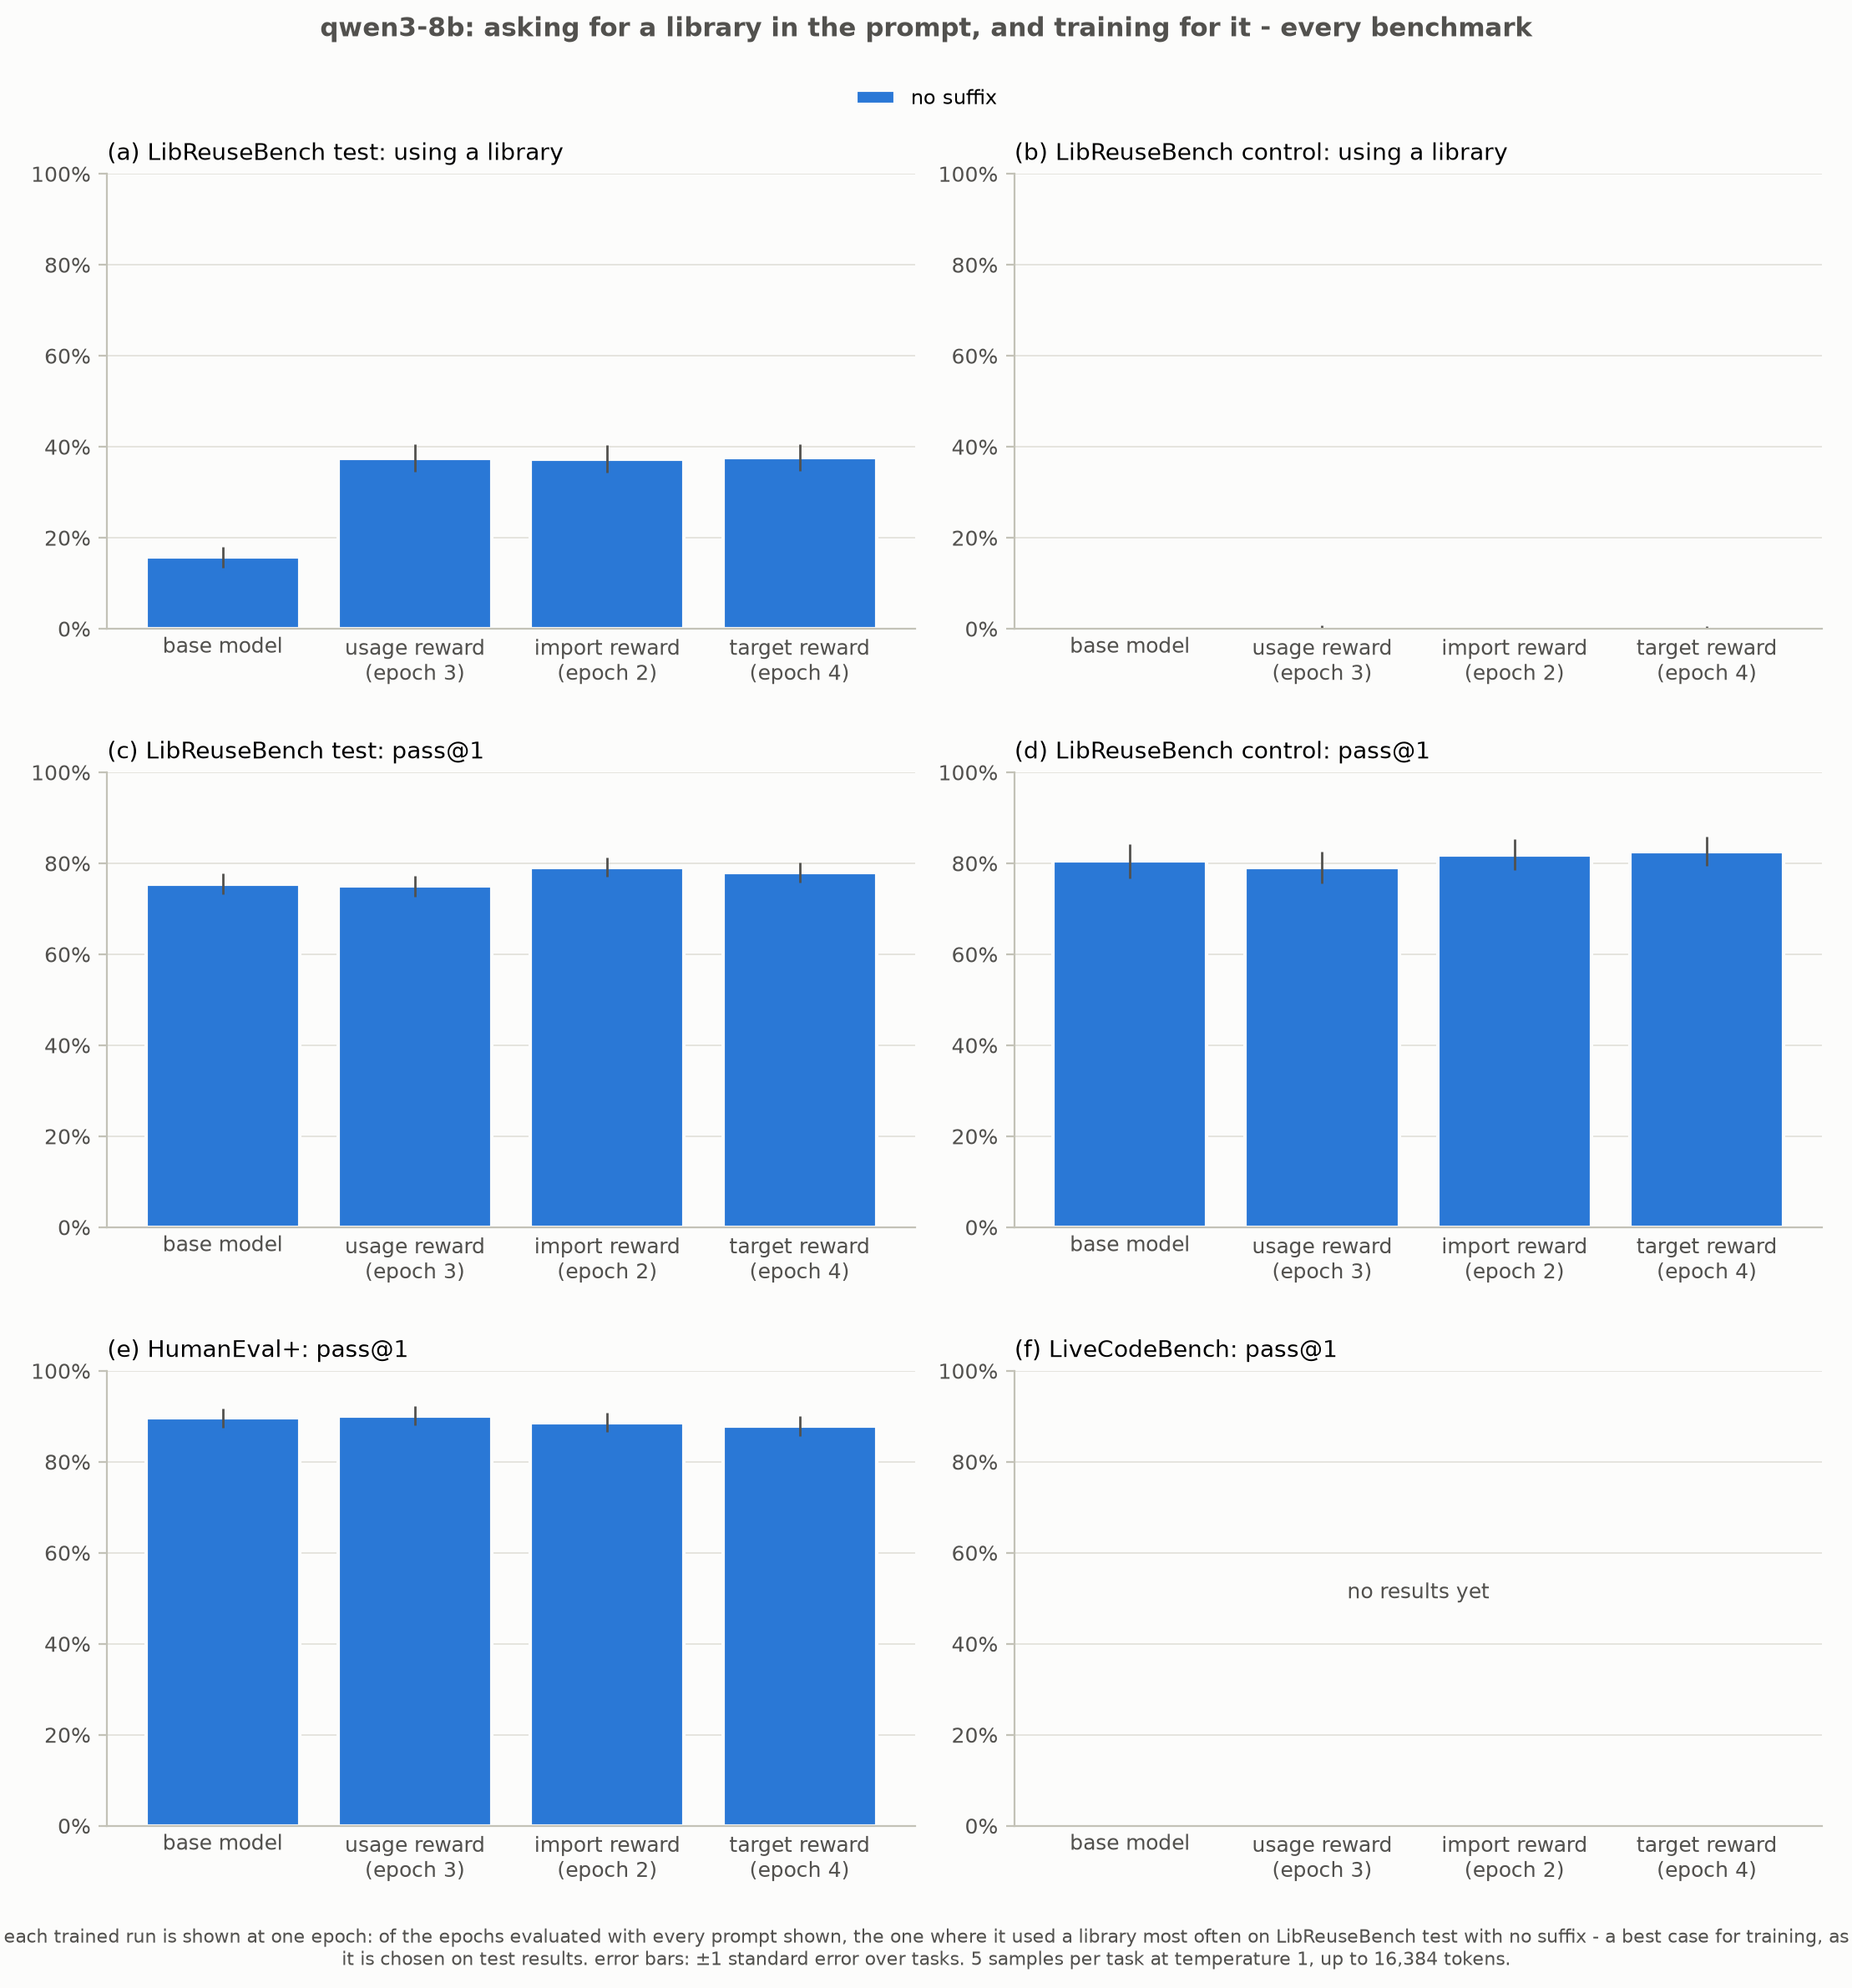 qwen3-8b: asking for a library in the prompt, and training for it - every benchmark
no suffix
(a) LibReuseBench test: using a library
100%
80%
60%
40%
20%
0%
base model
usage reward
(epoch 3)
import reward
(epoch 2)
target reward
(epoch 4)
(b) LibReuseBench control: using a library
100%
80%
60%
40%
20%
0%
base model
usage reward
(epoch 3)
import reward
(epoch 2)
target reward
(epoch 4)
(c) LibReuseBench test: pass@1
100%
80%
60%
40%
20%
0%
base model
usage reward
(epoch 3)
import reward
(epoch 2)
target reward
(epoch 4)
(d) LibReuseBench control: pass@1
100%
80%
60%
40%
20%
0%
base model
usage reward
(epoch 3)
import reward
(epoch 2)
target reward
(epoch 4)
(e) HumanEval+: pass@1
100%
80%
60%
40%
20%
0%
base model
usage reward
(epoch 3)
import reward
(epoch 2)
target reward
(epoch 4)
(f) LiveCodeBench: pass@1
100%
80%
60%
no results yet
40%
20%
0%
base model
usage reward
(epoch 3)
import reward
(epoch 2)
target reward
(epoch 4)
each trained run is shown at one epoch: of the epochs evaluated with every prompt shown, the one where it used a library most often on LibReuseBench test with no suffix - a best case for training, as
it is chosen on test results. error bars: ±1 standard error over tasks. 5 samples per task at temperature 1, up to 16,384 tokens.